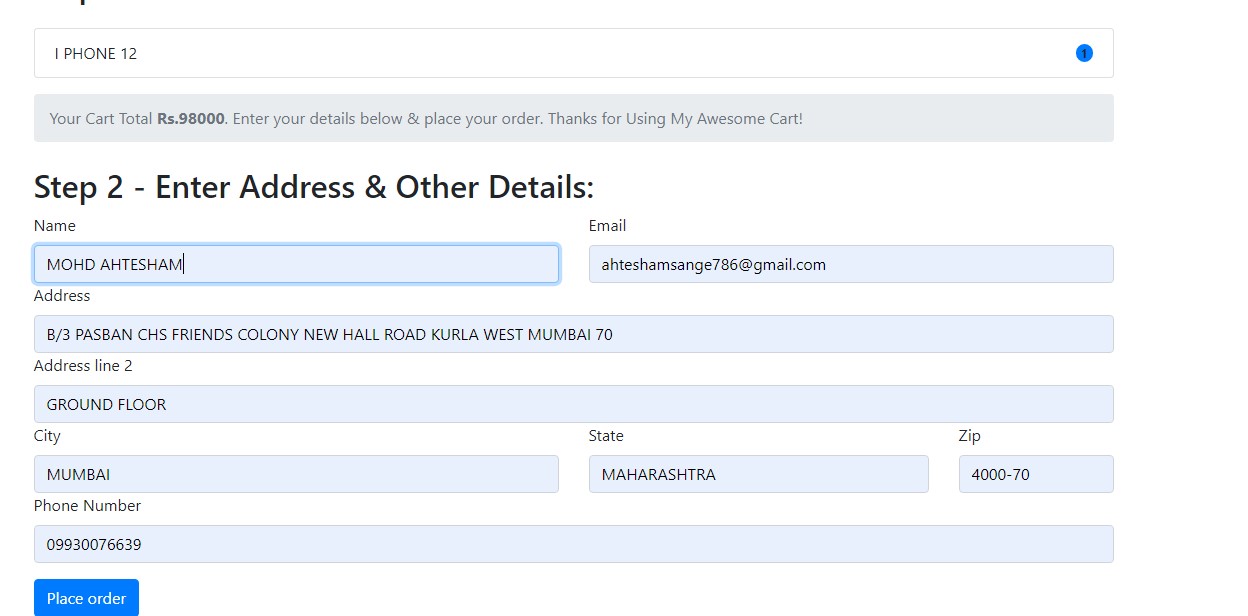 I PHONE 12
1
Your Cart Total Rs.98000. Enter your details below & place your order. Thanks for Using My Awesome Cart!
Step 2 - Enter Address & Other Details:
Name Email
MOHD AHTESHAM ahteshamsange786@gmail.com
Address
B/3 PASBAN CHS FRIENDS COLONY NEW HALL ROAD KURLA WEST MUMBAI 70
Address line 2
GROUND FLOOR
City State Zip
MUMBAI MAHARASHTRA 4000-70
Phone Number
09930076639
Place order